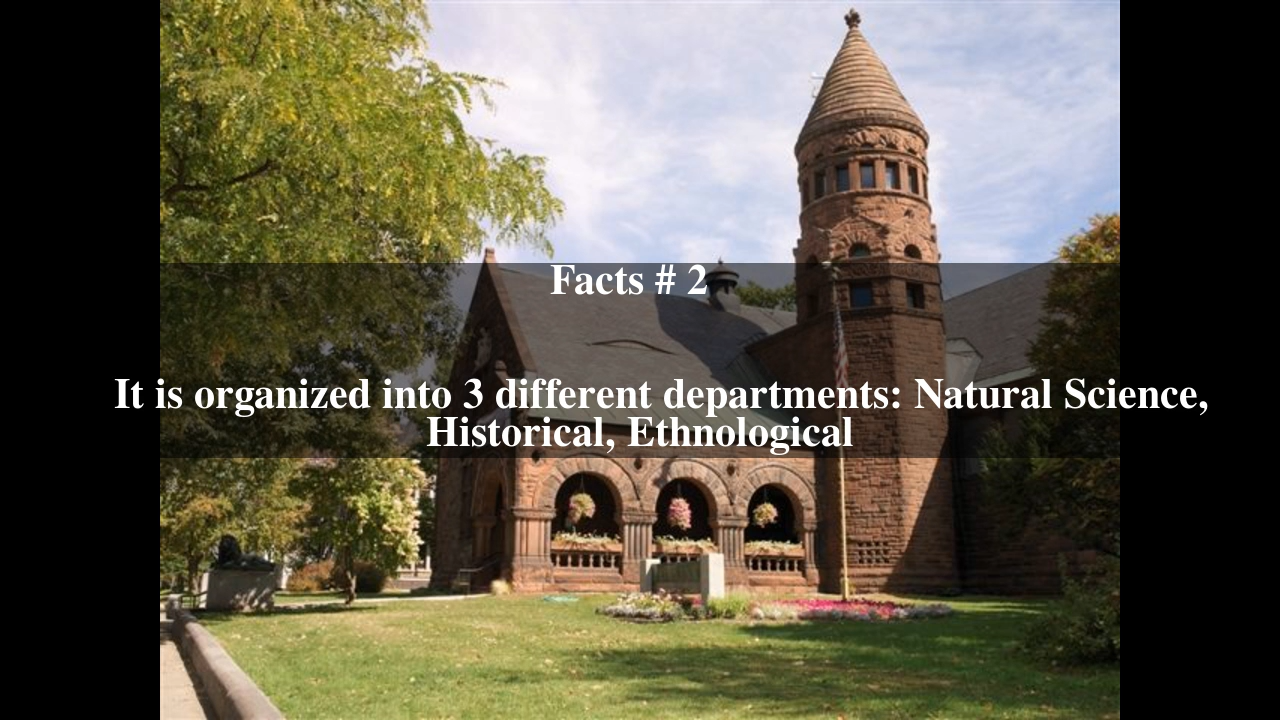 Facts # 2
It is organized into 3 different departments: Natural Science,
Historical, Ethnological